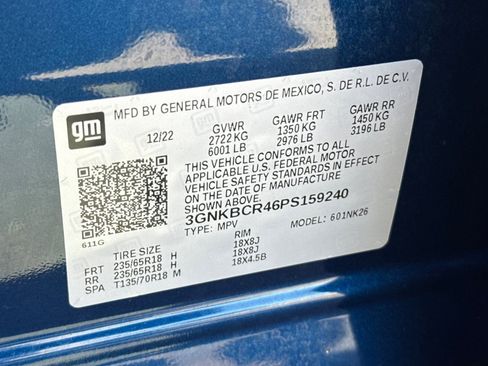 gm
MFD BY GENERAL MOTORS DE MEXICO, S. DE R.L. DE C.V.
12/22
GVWR GAWR FRT GAWR RR
2722 KG 1350 KG 1450 KG
6001 LB 2976 LB 3196 LB
THIS VEHICLE CONFORMS TO ALL
APPLICABLE U.S. FEDERAL MOTOR
VEHICLE SAFETY STANDARDS IN EFFECT
ON THE DATE OF MANUFACTURE SHOWN ABOVE.
3GNKBCR46PS159240
TYPE: MPV MODEL: 601NK26
611G
TIRE SIZE RIM
FRT 235/65R18 H 18X8J
RR 235/65R18 H 18X8J
SPA T135/70R18 M 18X4.5B